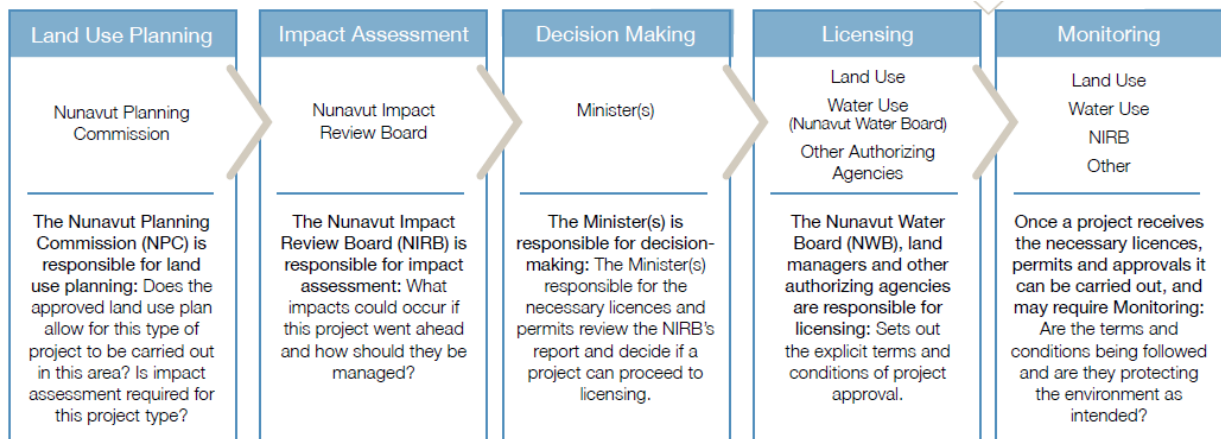 Land Use Planning
Nunavut Planning
Commission
The Nunavut Planning
Commission (NPC) is
responsible for land
use planning: Does the
approved land use plan
allow for this type of
project to be carried out
in this area? Is impact
assessment required for
this project type?
Impact Assessment
Nunavut Impact
Review Board
The Nunavut Impact
Review Board (NIRB) is
responsible for impact
assessment: What
impacts could occur if
this project went ahead
and how should they be
managed?
Decision Making
Minister(s)
The Minister(s) is
responsible for decision-
making: The Minister(s)
responsible for the
necessary licences and
permits review the NIRB’s
report and decide if a
project can proceed to
licensing.
Licensing
Land Use
Water Use
(Nunavut Water Board)
Other Authorizing
Agencies
The Nunavut Water
Board (NWB), land
managers and other
authorizing agencies
are responsible for
licensing: Sets out
the explicit terms and
conditions of project
approval.
Monitoring
Land Use
Water Use
NIRB
Other
Once a project receives
the necessary licences,
permits and approvals it
can be carried out, and
may require Monitoring:
Are the terms and
conditions being followed
and are they protecting
the environment as
intended?